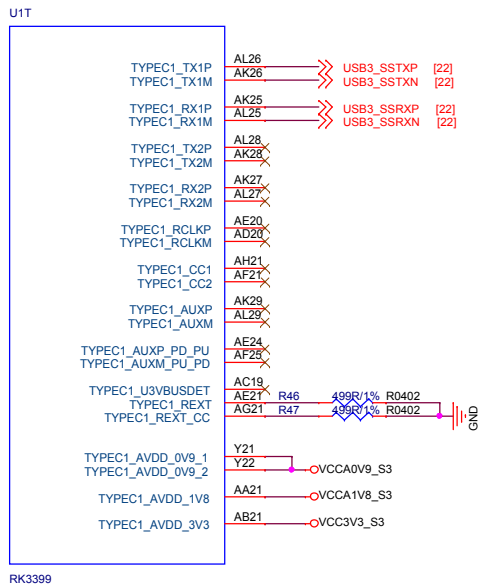 U1T
TYPEC1_TX1P AL26 USB3_SSTXP [22]
TYPEC1_TX1M AK26 USB3_SSTXN [22]
TYPEC1_RX1P AK25 USB3_SSRXP [22]
TYPEC1_RX1M AL25 USB3_SSRXN [22]
TYPEC1_TX2P AL28
TYPEC1_TX2M AK28
TYPEC1_RX2P AK27
TYPEC1_RX2M AL27
TYPEC1_RCLKP AE20
TYPEC1_RCLKM AD20
TYPEC1_CC1 AH21
TYPEC1_CC2 AF21
TYPEC1_AUXP AK29
TYPEC1_AUXM AL29
TYPEC1_AUXP_PD_PU AE24
TYPEC1_AUXM_PU_PD AF25
TYPEC1_U3VBUSDET AC19
TYPEC1_REXT AE21 R46 499R/1% R0402
TYPEC1_REXT_CC AG21 R47 499R/1% R0402
GND
TYPEC1_AVDD_0V9_1 Y21
TYPEC1_AVDD_0V9_2 Y22 VCCA0V9_S3
TYPEC1_AVDD_1V8 AA21 VCCA1V8_S3
TYPEC1_AVDD_3V3 AB21 VCC3V3_S3
RK3399